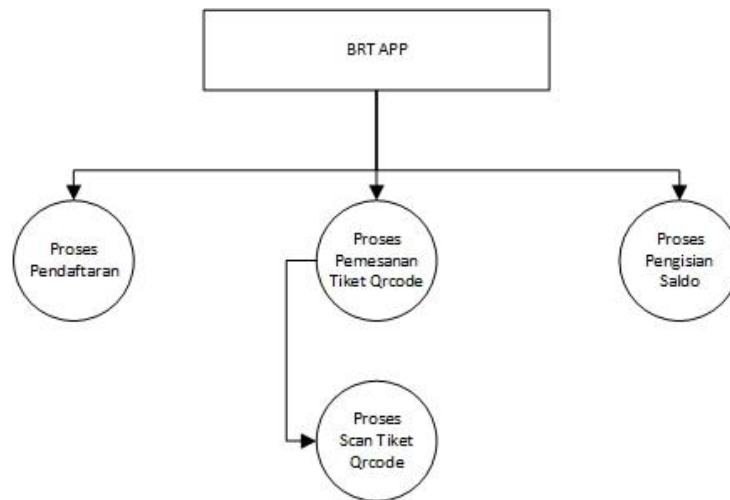 BRT APP
Proses
Pendaftaran
Proses
Pemesanan
Tiket Qrcode
Proses
Pengisian
Saldo
Proses
Scan Tiket
Qrcode